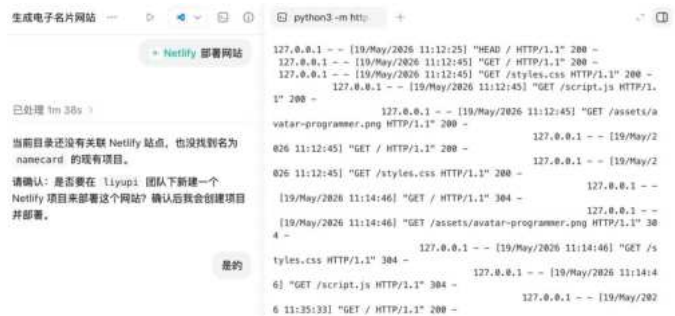 生成电子名片网站 ...
python3 -m http
Netlify 部署网站
已处理 1m 38s >
当前目录还没有关联 Netlify 站点，也没找到名为
namecard 的现有项目。
请确认：是否要在 liyupi 团队下新建一个
Netlify 项目来部署这个网站？确认后我会创建项目
并部署。
是的
127.0.0.1 - - [19/May/2026 11:12:25] "HEAD / HTTP/1.1" 200 -
127.0.0.1 - - [19/May/2026 11:12:45] "GET / HTTP/1.1" 200 -
127.0.0.1 - - [19/May/2026 11:12:45] "GET /styles.css HTTP/1.1" 200 -
127.0.0.1 - - [19/May/2026 11:12:45] "GET /script.js HTTP/1.
1" 200 -
127.0.0.1 - - [19/May/2026 11:12:45] "GET /assets/a
vatar-programmer.png HTTP/1.1" 200 -
127.0.0.1 - - [19/May/2
026 11:12:45] "GET / HTTP/1.1" 200 -
127.0.0.1 - - [19/May/2
026 11:12:45] "GET /styles.css HTTP/1.1" 200 -
127.0.0.1 - -
[19/May/2026 11:14:46] "GET / HTTP/1.1" 304 -
127.0.0.1 - -
[19/May/2026 11:14:46] "GET /assets/avatar-programmer.png HTTP/1.1" 30
4 -
127.0.0.1 - - [19/May/2026 11:14:46] "GET /s
tyles.css HTTP/1.1" 304 -
127.0.0.1 - - [19/May/2026 11:14:4
6] "GET /script.js HTTP/1.1" 304 -
127.0.0.1 - - [19/May/202
6 11:35:33] "GET / HTTP/1.1" 200 -